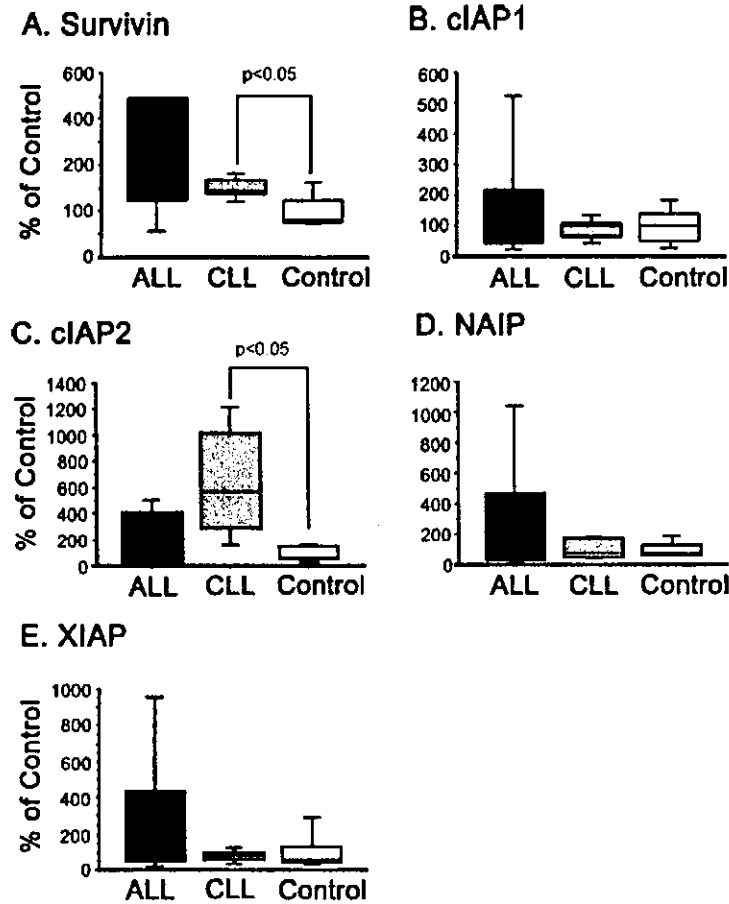 A. Survivin
% of Control
600
400
200
100
0
p<0.05
ALL CLL Control
B. cIAP1
600
500
400
300
200
100
0
ALL CLL Control
C. cIAP2
% of Control
1400
1200
1000
800
600
400
200
0
p<0.05
ALL CLL Control
D. NAIP
1200
1000
800
600
400
200
0
ALL CLL Control
E. XIAP
% of Control
1000
800
600
400
200
0
ALL CLL Control